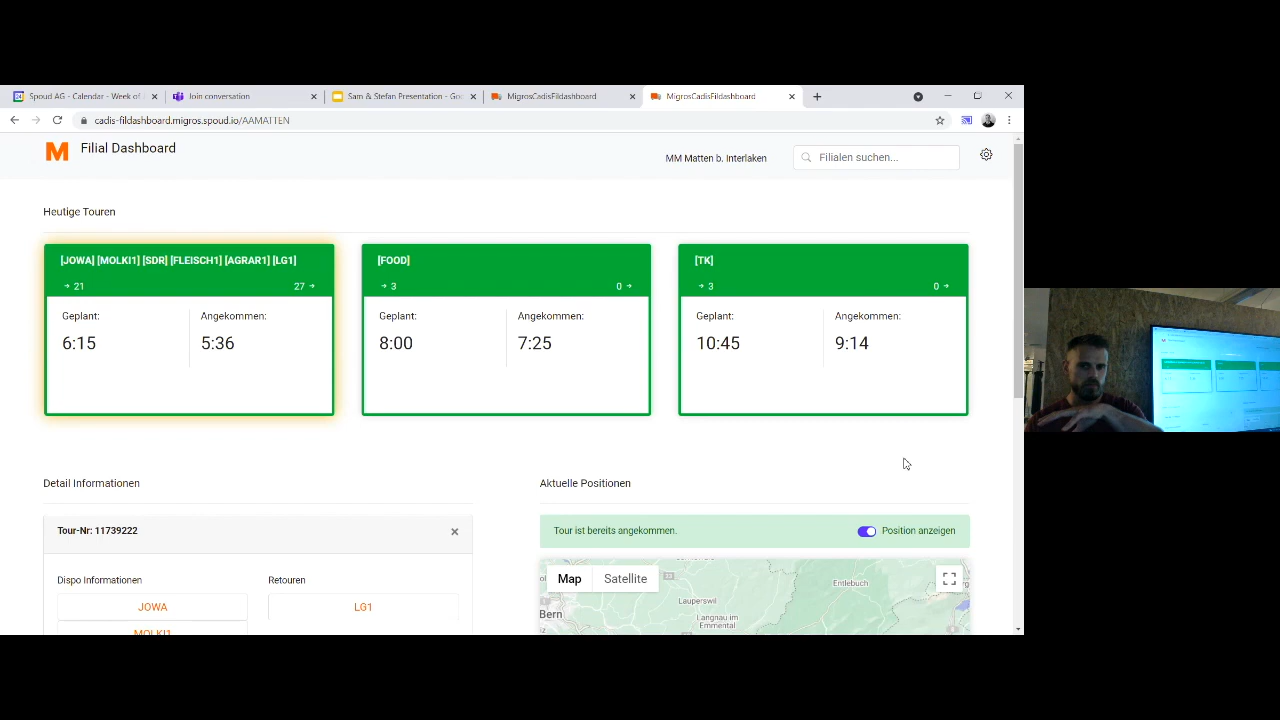 Spoud AG - Calendar - Week of
Join conversation
Sam & Stefan Presentation - Goo
MigrosCadisFildashboard
MigrosCadisFildashboard
cadis-fildashboard.migros.spoud.io/AAMATTEN
M
Filial Dashboard
MM Matten b. Interlaken
Filialen suchen...
Heutige Touren
[JOWA] [MOLKI1] [SDR] [FLEISCH1] [AGRAR1] [LG1]
→ 21
27 →
Geplant:
Angekommen:
6:15
5:36
[FOOD]
→ 3
0 →
Geplant:
Angekommen:
8:00
7:25
[TK]
→ 3
0 →
Geplant:
Angekommen:
10:45
9:14
Detail Informationen
Aktuelle Positionen
Tour-Nr: 11739222
Tour ist bereits angekommen.
Position anzeigen
Dispo Informationen
Retouren
JOWA
LG1
MOLKI1
Map
Satellite
Entlebuch
Lauperswil
Bern
Langnau im
Emmental